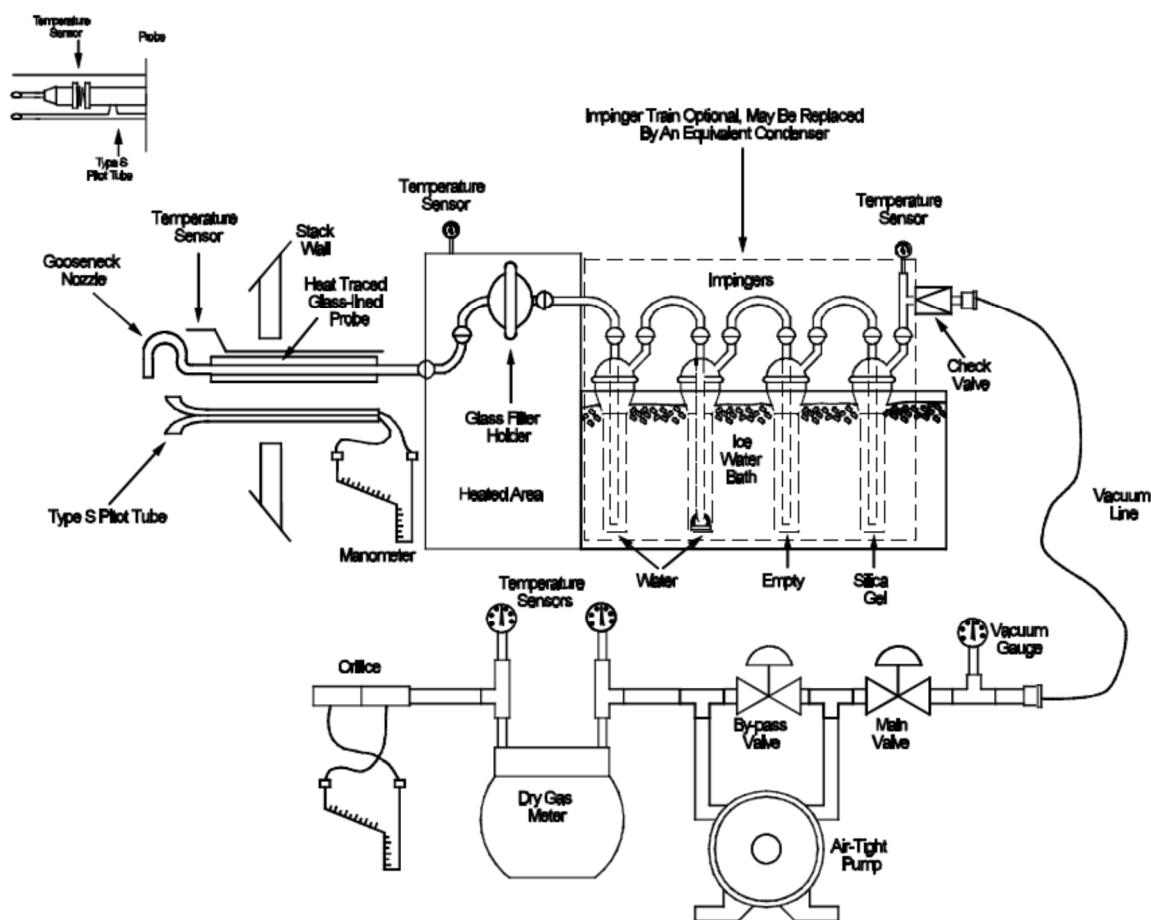 Temperature
Sensor
Probe
Type S
Pitot Tube
Impinger Train Optional, May Be Replaced
By An Equivalent Condenser
Temperature
Sensor
Temperature
Sensor
Temperature
Sensor
Stack
Wall
Gooseneck
Nozzle
Heat Traced
Glass-lined
Probe
Impingers
Check
Valve
Glass Filter
Holder
Ice
Water
Bath
Heated Area
Type S Pitot Tube
Vacuum
Line
Manometer
Water
Empty
Silica
Gel
Temperature
Sensors
Vacuum
Gauge
Orifice
By-pass
Valve
Main
Valve
Dry Gas
Meter
Air-Tight
Pump